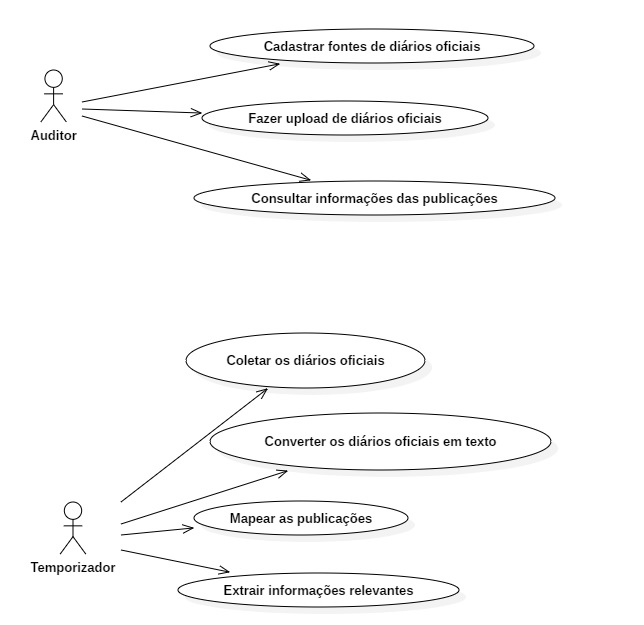 Cadastrar fontes de diários oficiais
Fazer upload de diários oficiais
Auditor
Consultar informações das publicações
Coletar os diários oficiais
Converter os diários oficiais em texto
Mapear as publicações
Temporizador
Extrair informações relevantes